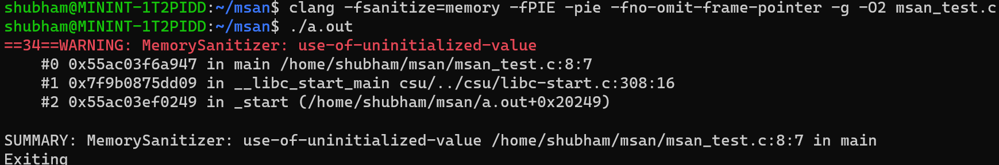 shubham@MININT-1T2PIDD:~/msan$ clang -fsanitize=memory -fPIE -pie -fno-omit-frame-pointer -g -O2 msan_test.c
shubham@MININT-1T2PIDD:~/msan$ ./a.out
==34==WARNING: MemorySanitizer: use-of-uninitialized-value
    #0 0x55ac03f6a947 in main /home/shubham/msan/msan_test.c:8:7
    #1 0x7f9b0875dd09 in __libc_start_main csu/../csu/libc-start.c:308:16
    #2 0x55ac03ef0249 in _start (/home/shubham/msan/a.out+0x20249)
SUMMARY: MemorySanitizer: use-of-uninitialized-value /home/shubham/msan/msan_test.c:8:7 in main
Exiting